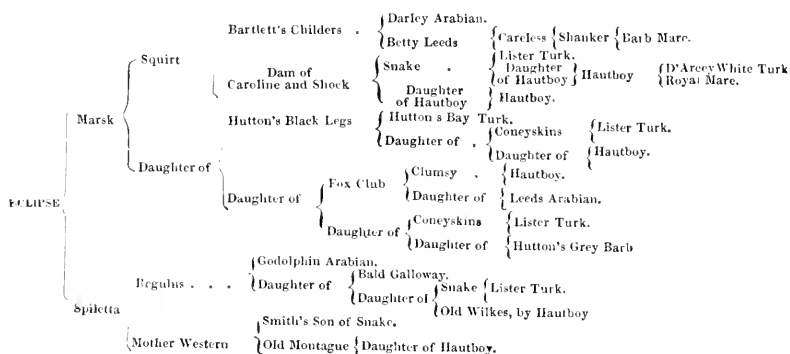 Bartlett's Childers . Darley Arabian.
Betty Leeds Careless Shanker Barb Mare.
Squirt
Dam of
Caroline and Shock
Snake . Lister Turk.
Daughter
of Hautboy Hautboy D'Arcey White Turk
Royal Mare.
Daughter
of Hautboy Hautboy.
Marsk
Hutton's Black Legs Hutton s Bay Turk.
Daughter of . Coneyskins Lister Turk.
Daughter of Hautboy.
Daughter of
Daughter of
Fox Club Clumsy . Hautboy.
Daughter of Leeds Arabian.
Daughter of Coneyskins Lister Turk.
Daughter of Hutton's Grey Barb
ECLIPSE
Regulus . . . Godolphin Arabian.
Daughter of Bald Galloway.
Daughter of Snake Lister Turk.
Old Wilkes, by Hautboy
Spiletta
Mother Western Smith's Son of Snake.
Old Montague Daughter of Hautboy.